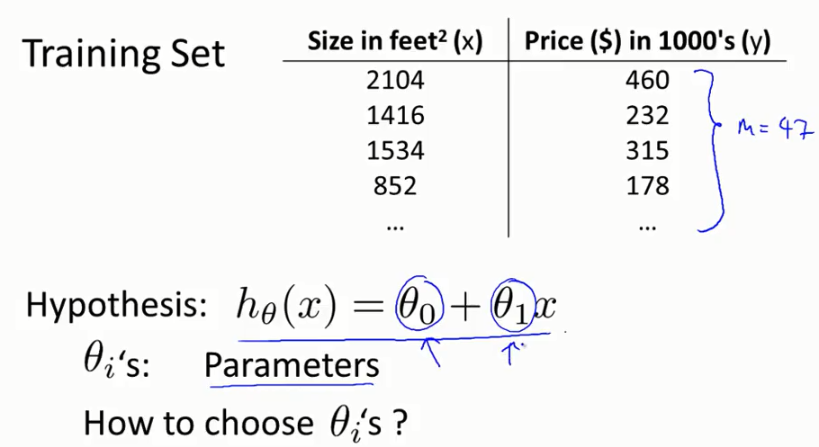 Training Set
Size in feet² (x) Price ($) in 1000's (y)
2104 460
1416 232
1534 315
852 178
... ...
m = 47
Hypothesis: hθ(x) = θ₀ + θ₁x
θᵢ‘s: Parameters
How to choose θᵢ‘s ?